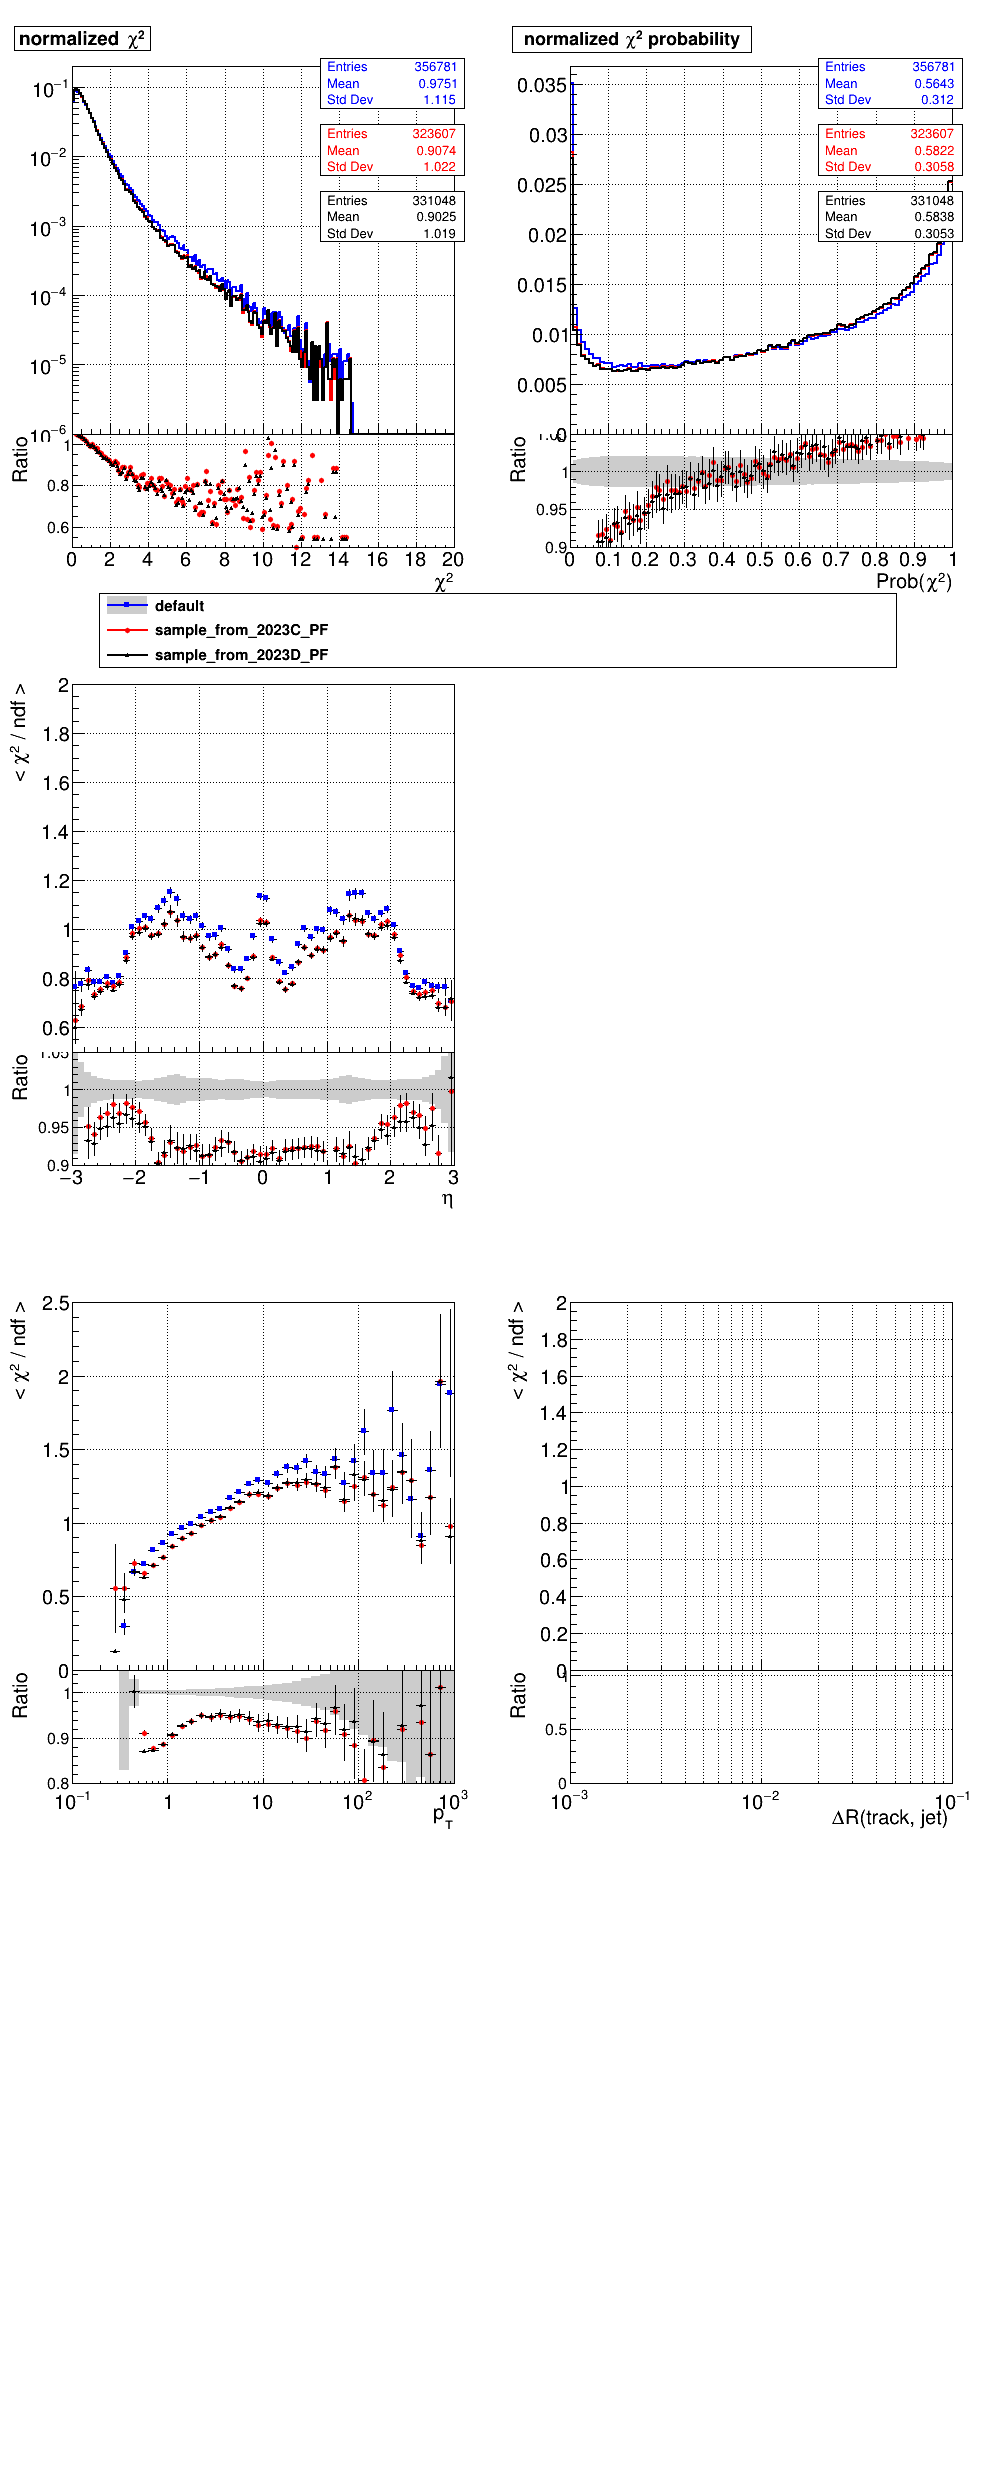 normalized χ²
Entries 356781
Mean 0.9751
Std Dev 1.115
Entries 323607
Mean 0.9074
Std Dev 1.022
Entries 331048
Mean 0.9025
Std Dev 1.019
10⁻¹
10⁻²
10⁻³
10⁻⁴
10⁻⁵
10⁻⁶
Ratio
1
0.8
0.6
0 2 4 6 8 10 12 14 16 18 20
χ²
normalized χ² probability
Entries 356781
Mean 0.5643
Std Dev 0.312
Entries 323607
Mean 0.5822
Std Dev 0.3058
Entries 331048
Mean 0.5838
Std Dev 0.3053
0.035
0.03
0.025
0.02
0.015
0.01
0.005
0
Ratio
1
0.95
0.9
0 0.1 0.2 0.3 0.4 0.5 0.6 0.7 0.8 0.9 1
Prob(χ²)
default
sample_from_2023C_PF
sample_from_2023D_PF
< χ² / ndf >
2
1.8
1.6
1.4
1.2
1
0.8
0.6
Ratio
1.05
1
0.95
0.9
−3 −2 −1 0 1 2 3
η
< χ² / ndf >
2.5
2
1.5
1
0.5
0
Ratio
1
0.9
0.8
10⁻¹ 1 10 10² 10³
p_T
< χ² / ndf >
2
1.8
1.6
1.4
1.2
1
0.8
0.6
0.4
0.2
0
Ratio
1
0.5
0
10⁻³ 10⁻² 10⁻¹
ΔR(track, jet)